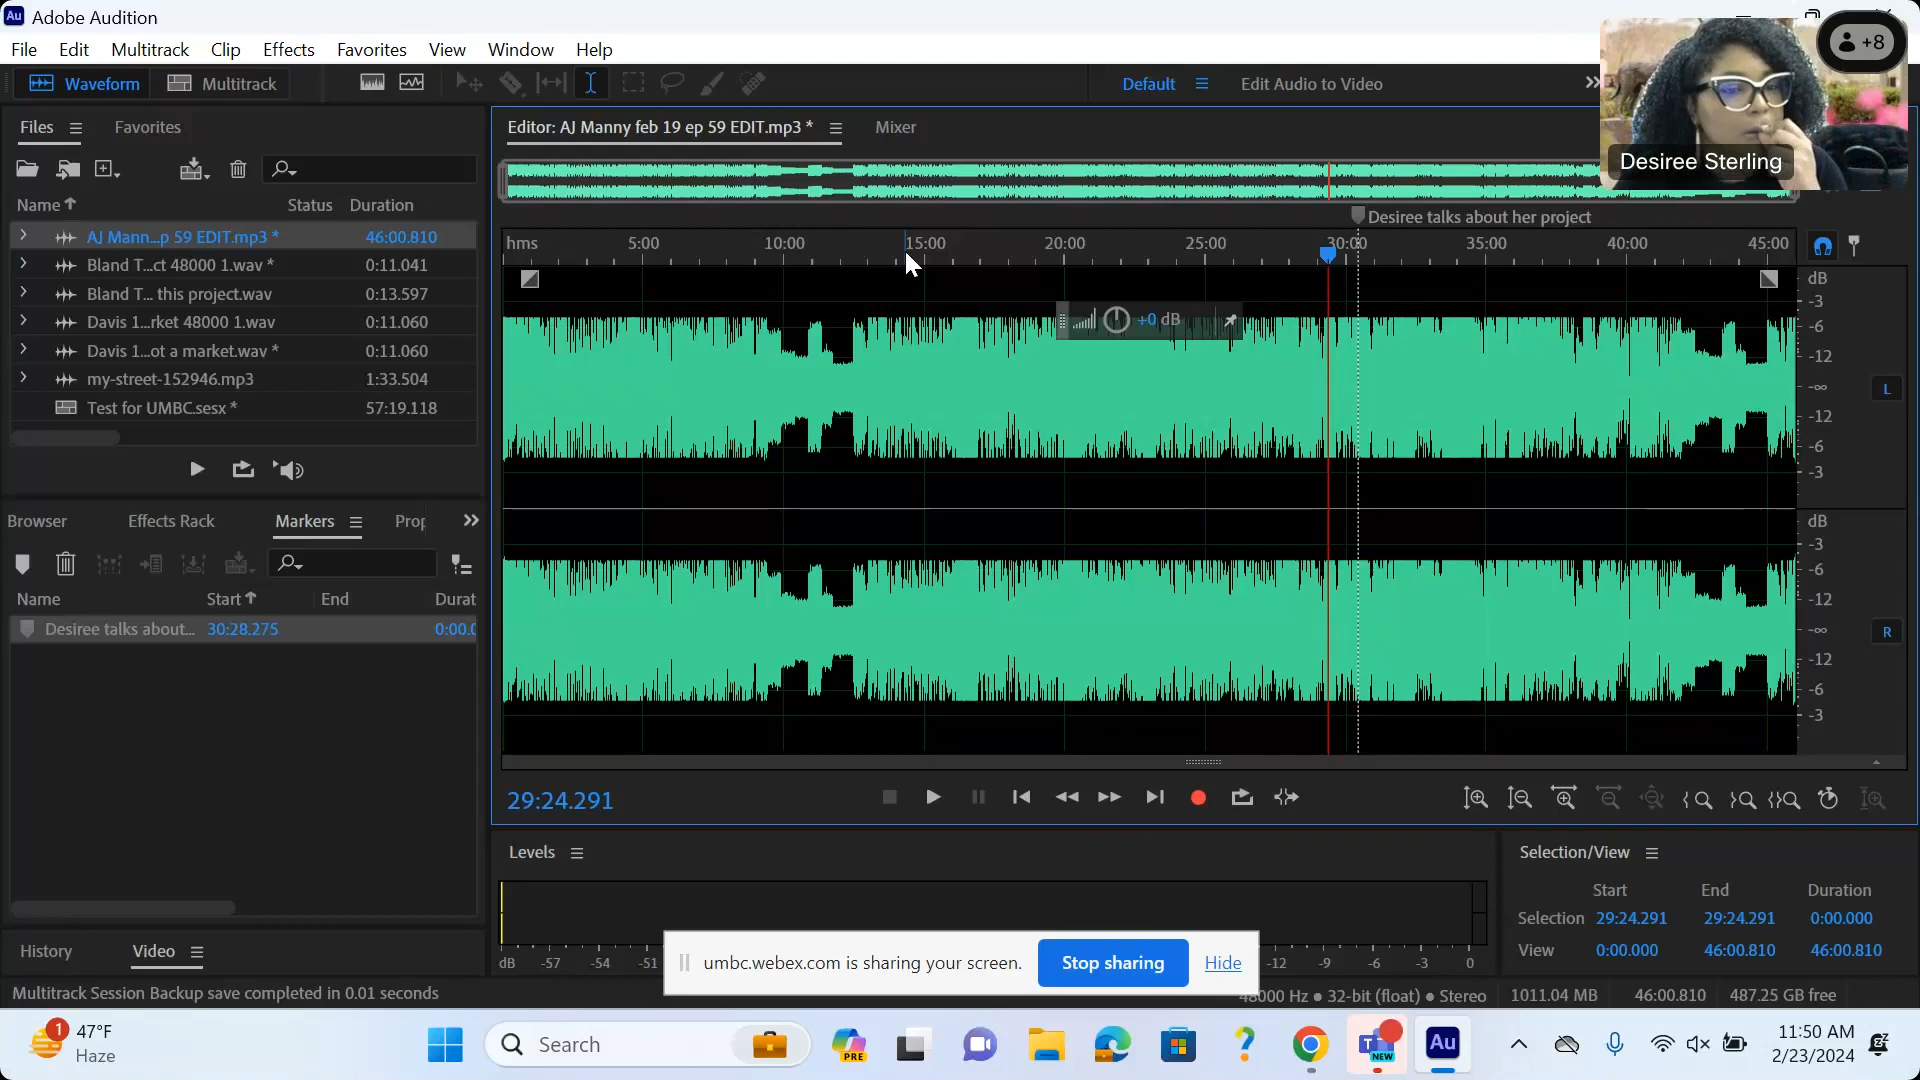 Au Adobe Audition
File Edit Multitrack Clip Effects Favorites View Window Help
+8
Waveform Multitrack Default Edit Audio to Video
Desiree Sterling
Files Favorites
Editor: AJ Manny feb 19 ep 59 EDIT.mp3 * Mixer
Name Status Duration
AJ Mann...p 59 EDIT.mp3 * 46:00.810
Bland T...ct 48000 1.wav * 0:11.041
Bland T... this project.wav 0:13.597
Davis 1...rket 48000 1.wav 0:11.060
Davis 1...ot a market.wav * 0:11.060
my-street-152946.mp3 1:33.504
Test for UMBC.sesx * 57:19.118
Desiree talks about her project
hms 5:00 10:00 15:00 20:00 25:00 30:00 35:00 40:00 45:00
+0 dB
dB
-3
-6
-12
-∞
-12
-6
-3
L
dB
-3
-6
-12
-∞
-12
-6
-3
R
Browser Effects Rack Markers Prop
Name Start End Durat
Desiree talks about... 30:28.275 0:00.0
29:24.291
Levels
dB -57 -54 -51 -12 -9 -6 -3 0
Selection/View
Start End Duration
Selection 29:24.291 29:24.291 0:00.000
View 0:00.000 46:00.810 46:00.810
History Video
umbc.webex.com is sharing your screen. Stop sharing Hide
Multitrack Session Backup save completed in 0.01 seconds
48000 Hz ● 32-bit (float) ● Stereo 1011.04 MB 46:00.810 487.25 GB free
1
47°F
Haze
Search
PRE
NEW
Au
11:50 AM
2/23/2024